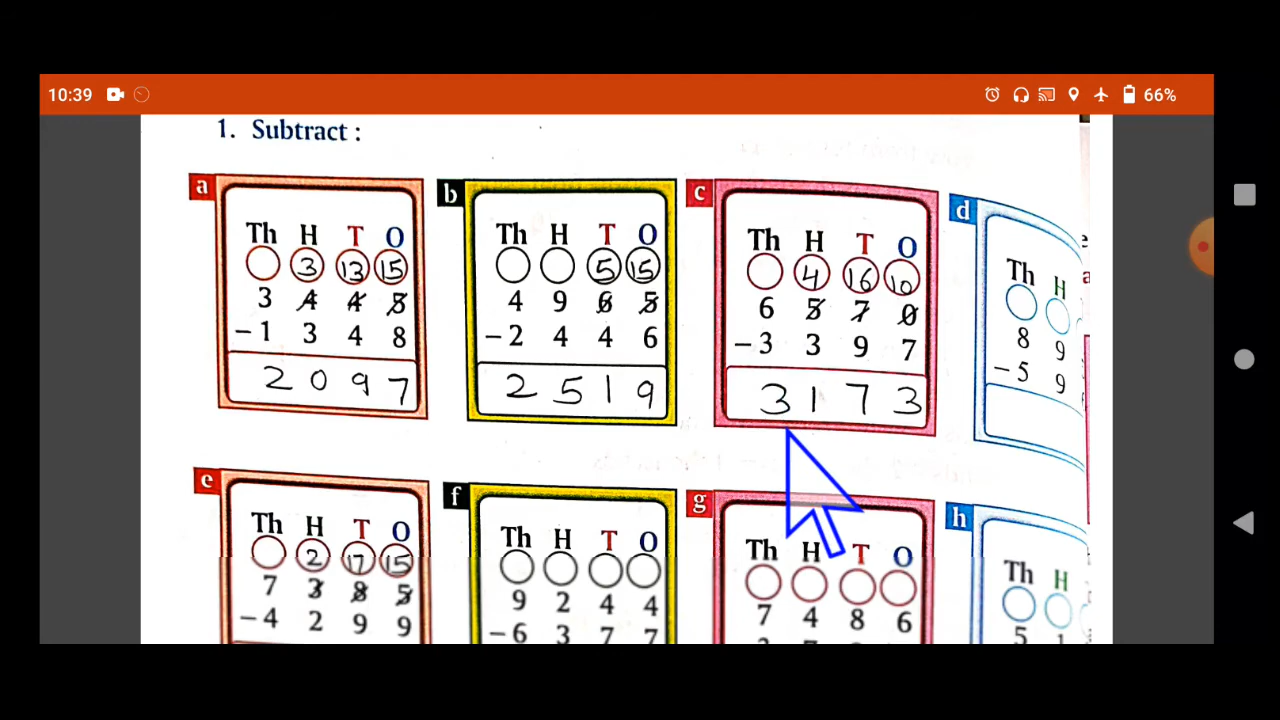 10:39 66%
1. Subtract :
a
Th H T O
3 13 15
3 4 4 5
- 1 3 4 8
2 0 9 7
b
Th H T O
5 15
4 9 6 5
- 2 4 4 6
2 5 1 9
c
Th H T O
4 16 10
6 5 7 0
- 3 3 9 7
3 1 7 3
d
Th H
8 9
- 5 9
e
Th H T O
2 17 15
7 3 8 5
- 4 2 9 9
f
Th H T O
9 2 4 4
- 6 3 7 7
g
Th H T O
7 4 8 6
h
Th H
5 1